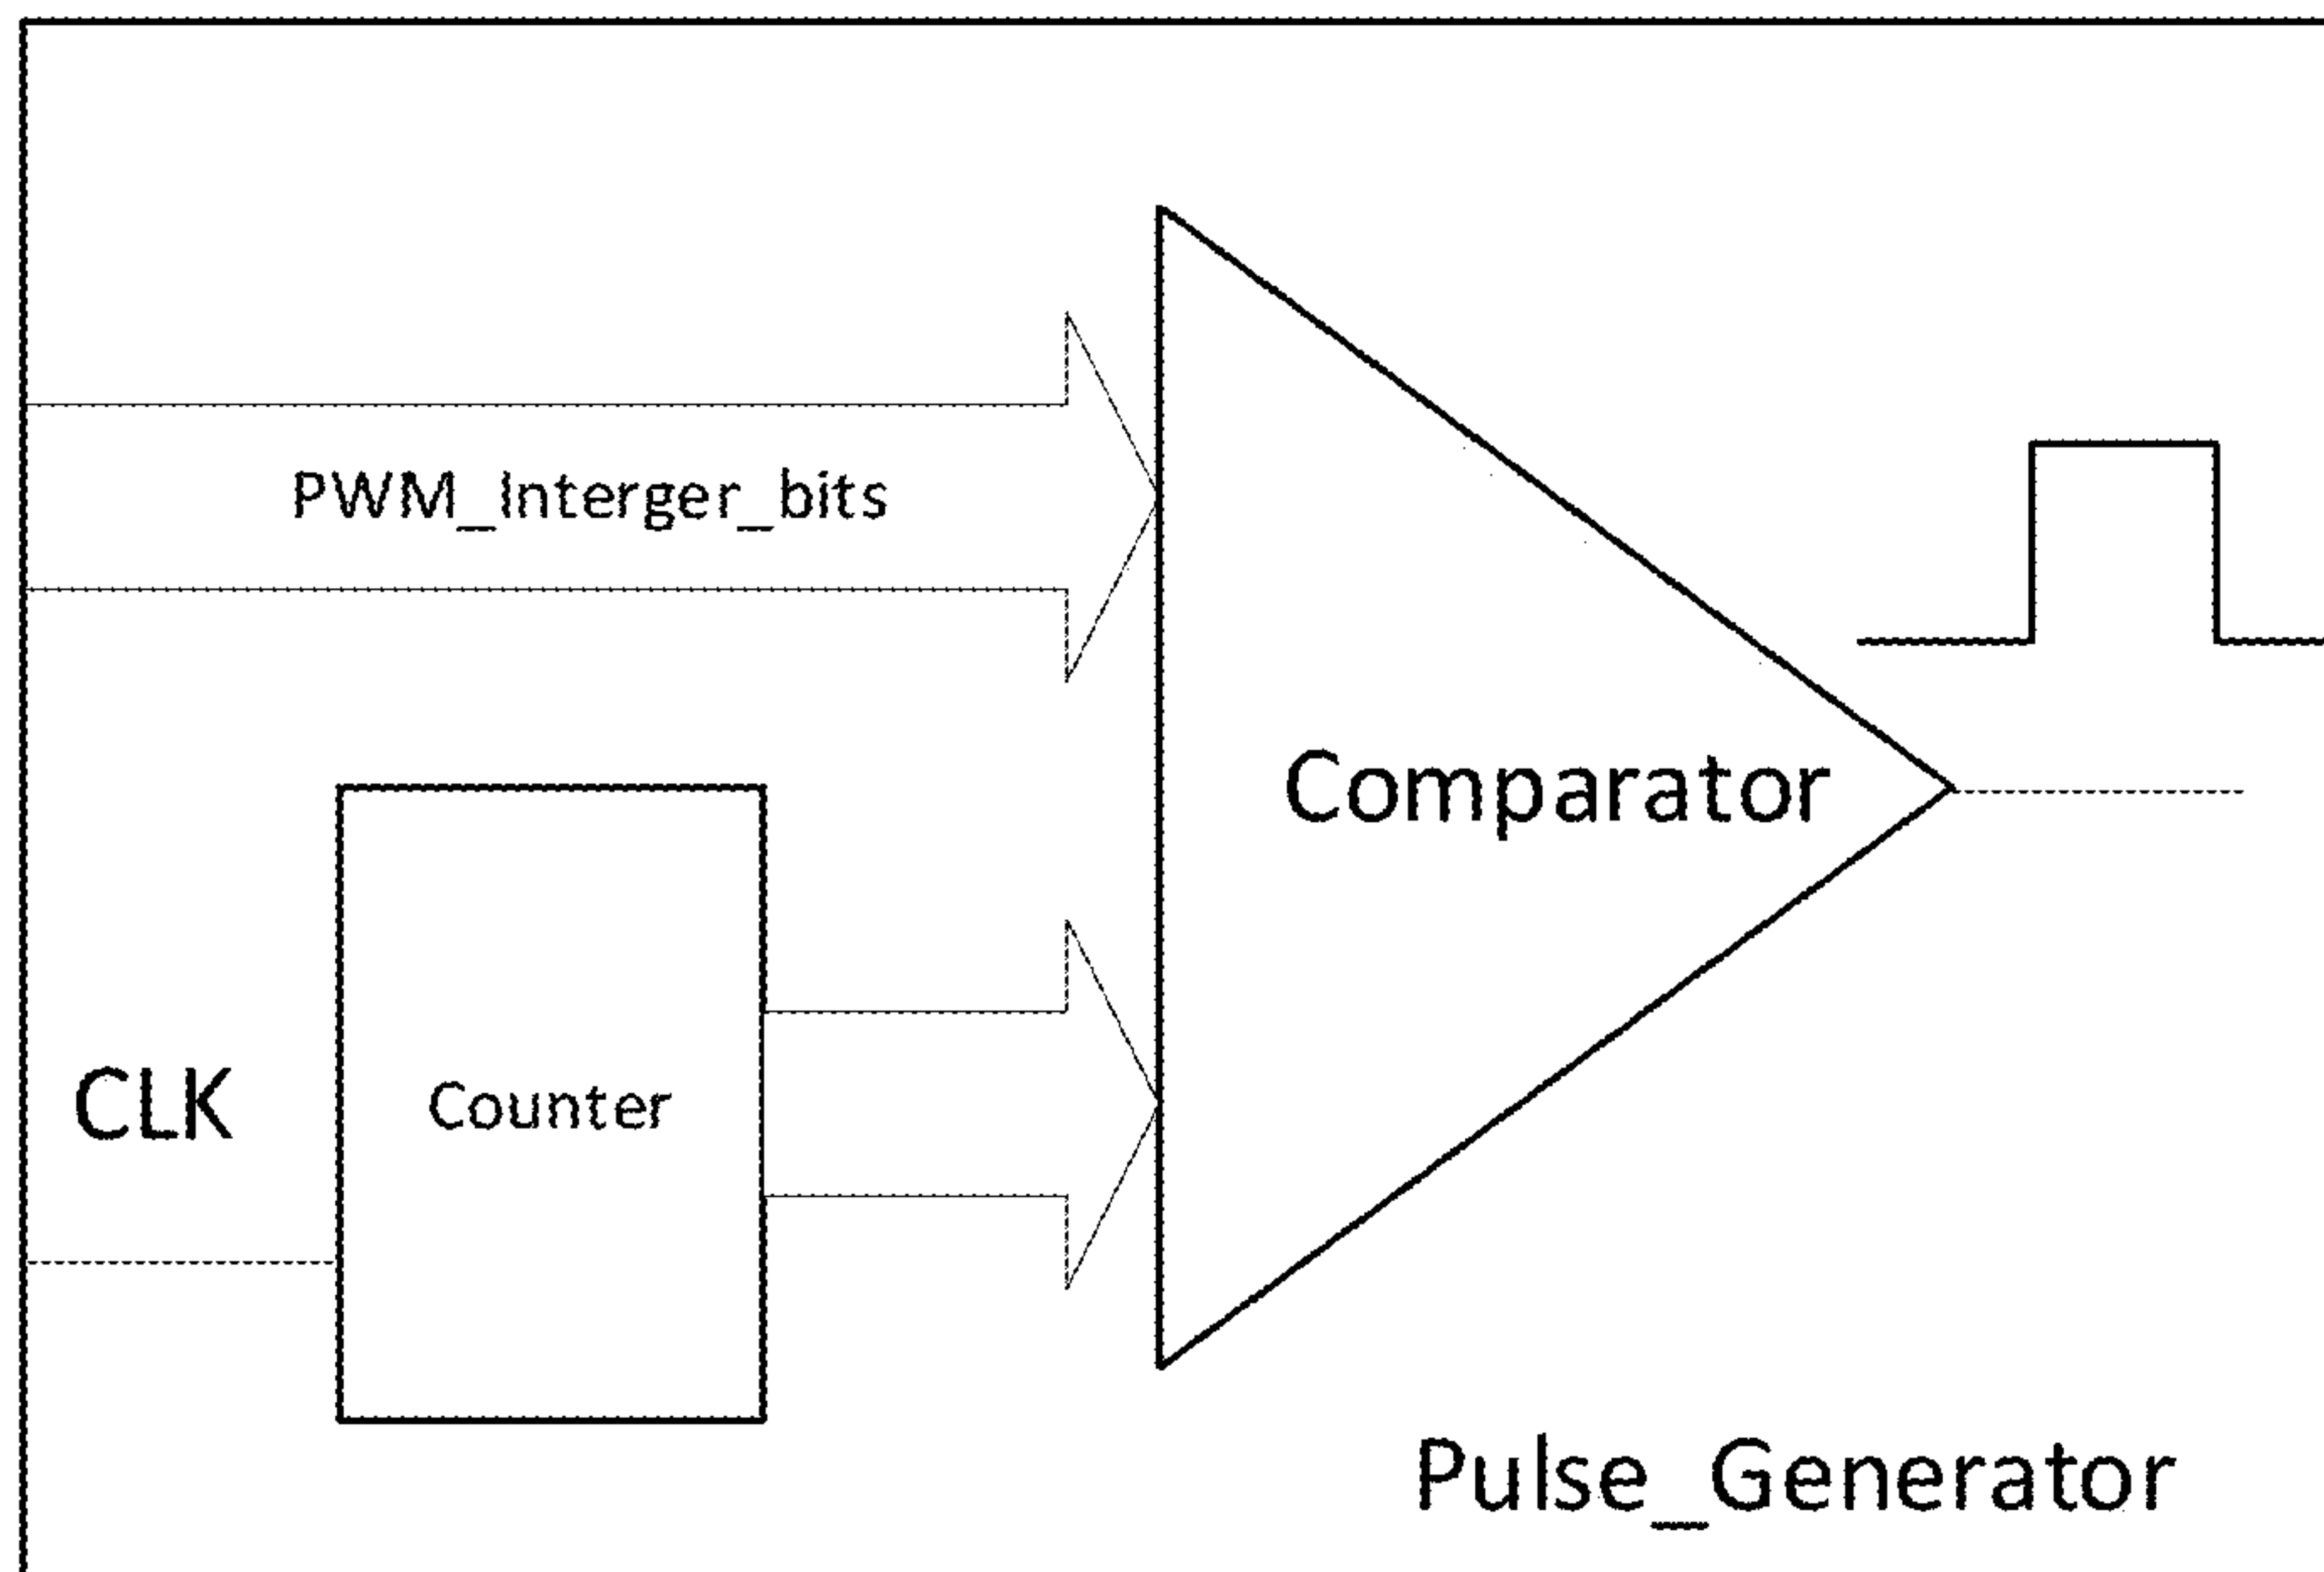 PWM_Interger_bits
Comparator
CLK
Counter
Pulse_Generator